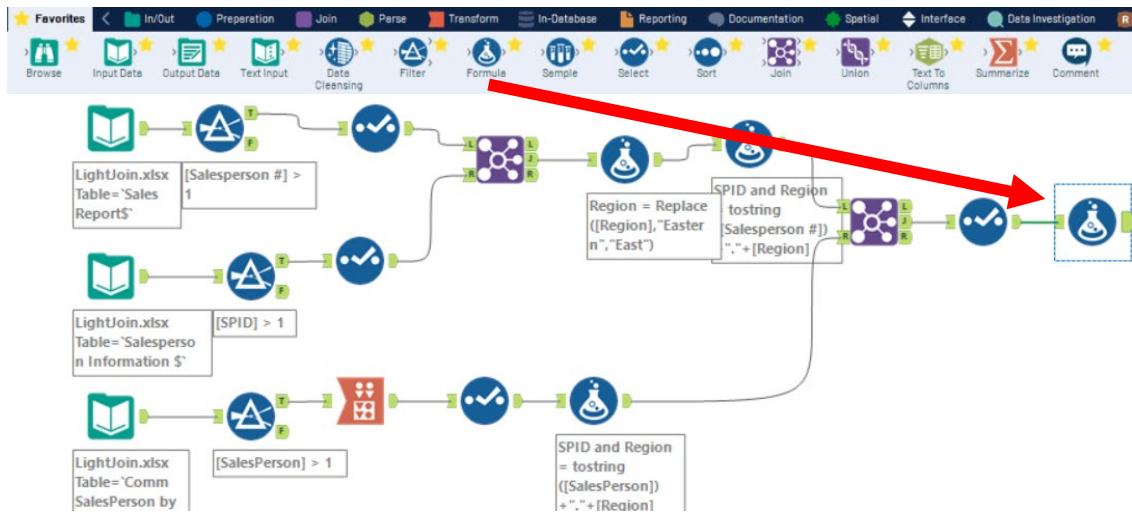 Favorites
In/Out
Preparation
Join
Parse
Transform
In-Database
Reporting
Documentation
Spatial
Interface
Data Investigation
R
Browse
Input Data
Output Data
Text Input
Data
Cleansing
Filter
Formula
Sample
Select
Sort
Join
Union
Text To
Columns
Summarize
Comment
T
F
L
R
L
J
R
LightJoin.xlsx
Table=`Sales
Report$`
[Salesperson #] >
1
Region = Replace
([Region],"Easter
n","East")
SPID and Region
= tostring
[Salesperson #])
+"."+[Region]
L
R
L
J
R
T
F
LightJoin.xlsx
Table=`Salesperso
n Information $`
[SPID] > 1
T
F
LightJoin.xlsx
Table=`Comm
SalesPerson by
[SalesPerson] > 1
SPID and Region
= tostring
([SalesPerson])
+"."+[Region]